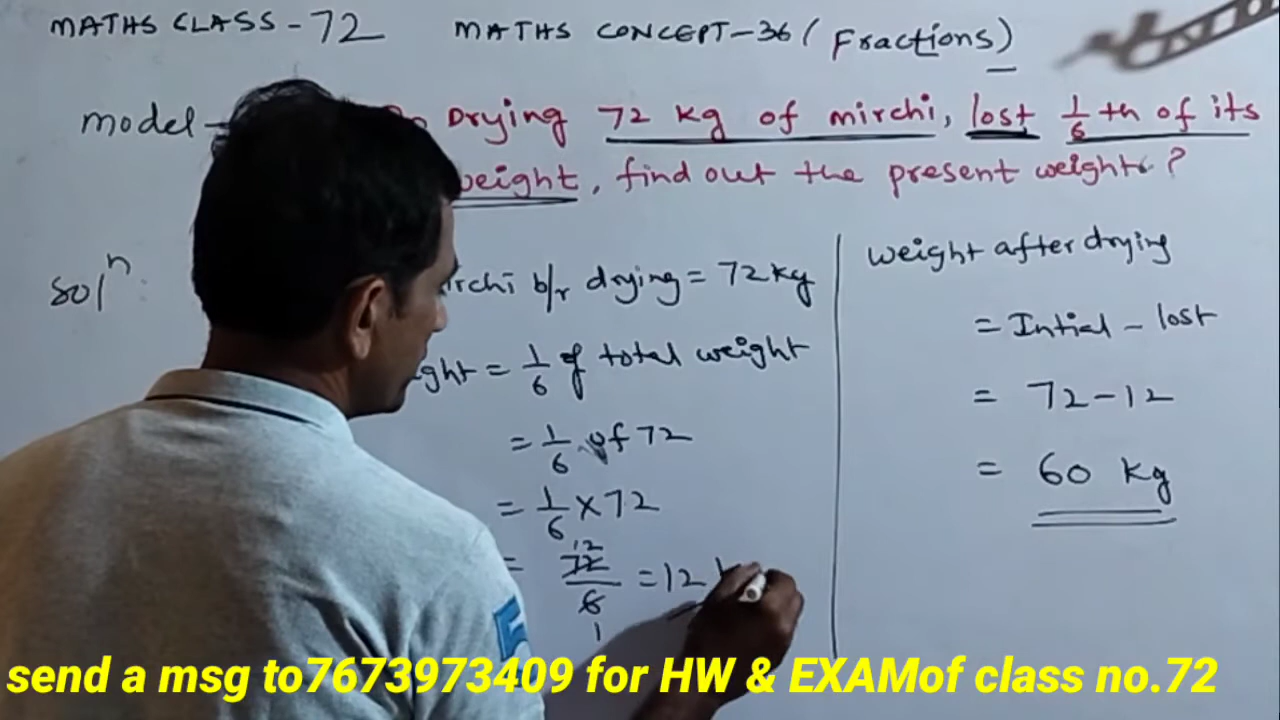 MATHS CLASS - 72 MATHS CONCEPT-36 ( Fractions )
model - Drying 72 kg of mirchi, lost 1/6 th of its
weight, find out the present weight ?
Solⁿ:
b/r drying = 72 kg
= 1/6 of total weight
= 1/6 of 72
= 1/6 × 72
= 72/6 = 12
12
1
weight after drying
= Intial - lost
= 72 - 12
= 60 kg
send a msg to7673973409 for HW & EXAMof class no.72